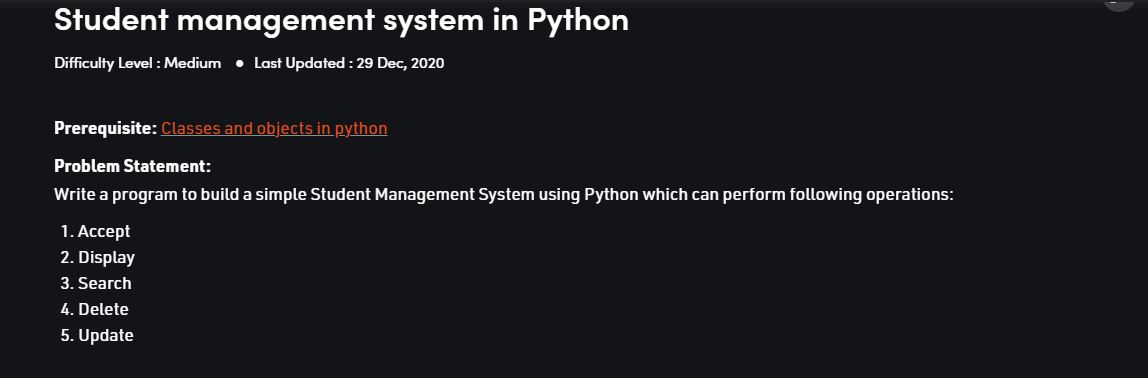 Student management system in Python
Difficulty Level : Medium ● Last Updated : 29 Dec, 2020
Prerequisite: Classes and objects in python
Problem Statement:
Write a program to build a simple Student Management System using Python which can perform following operations:
1. Accept
2. Display
3. Search
4. Delete
5. Update